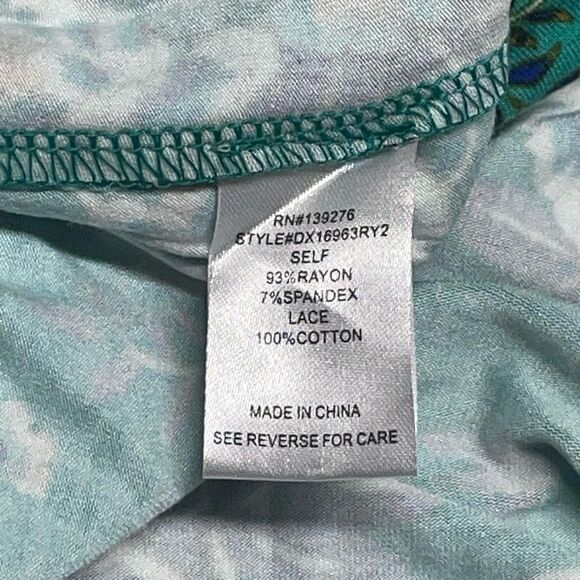 RN#139276
STYLE#DX16963RY2
SELF
93%RAYON
7%SPANDEX
LACE
100%COTTON
MADE IN CHINA
SEE REVERSE FOR CARE